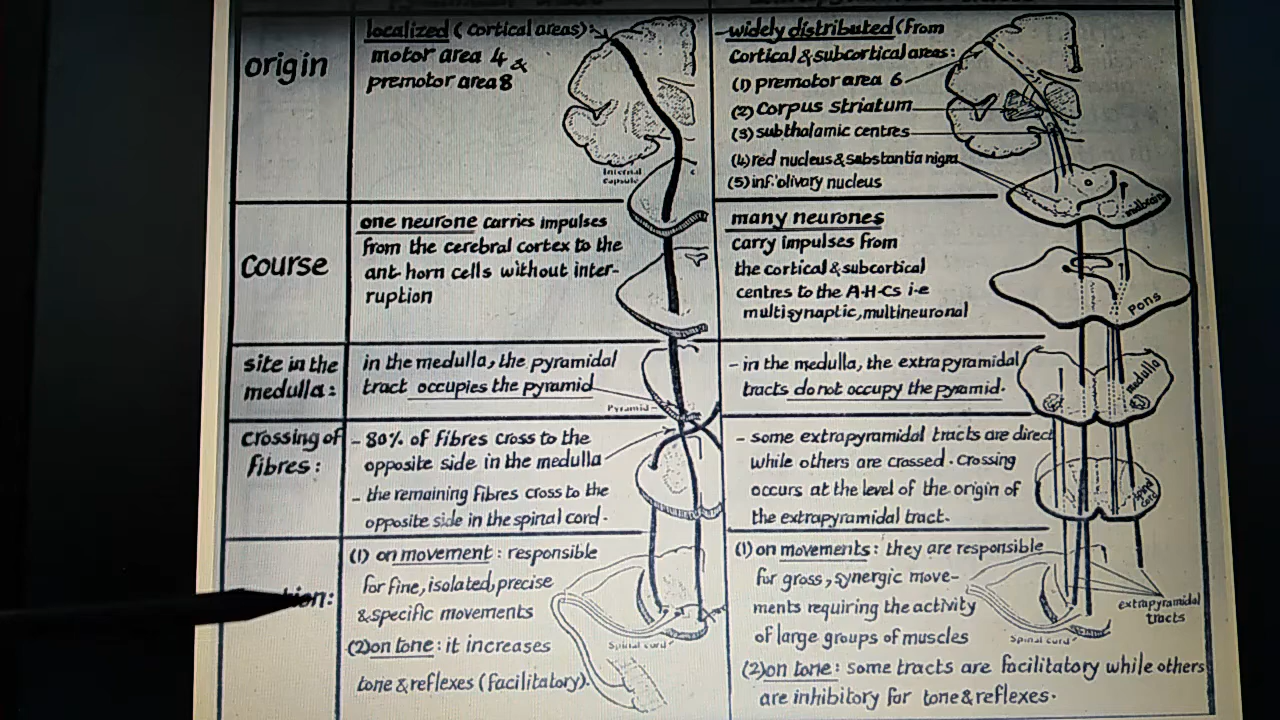 origin
localized (cortical areas):
motor area 4 &
premotor area 8
Internal
capsule
-widely distributed (from
Cortical & subcortical areas:
(1) premotor area 6
(2) Corpus striatum
(3) subthalamic centres
(4) red nucleus & substantia nigra
(5) inf. olivary nucleus
midbrain
Course
one neurone carries impulses
from the cerebral cortex to the
ant. horn cells without inter-
ruption
many neurones
carry impulses from
the cortical & subcortical
centres to the A.H.Cs i.e
multisynaptic, multineuronal
Pons
site in the
medulla:
in the medulla, the pyramidal
tract occupies the pyramid
Pyramid
- in the medulla, the extrapyramidal
tracts do not occupy the pyramid.
medulla
Crossing of
fibres:
- 80% of fibres cross to the
opposite side in the medulla
- the remaining fibres cross to the
opposite side in the spinal cord.
- some extrapyramidal tracts are direct
while others are crossed. Crossing
occurs at the level of the origin of
the extrapyramidal tract.
spinal
cord
(1) on movement: responsible
for fine, isolated, precise
& specific movements
(2) on tone: it increases
tone & reflexes (facilitatory).
Spinal cord
(1) on movements: they are responsible
for gross, synergic move-
ments requiring the activity
of large groups of muscles
(2) on tone: some tracts are facilitatory while others
are inhibitory for tone & reflexes.
Spinal cord
extrapyramidal
tracts